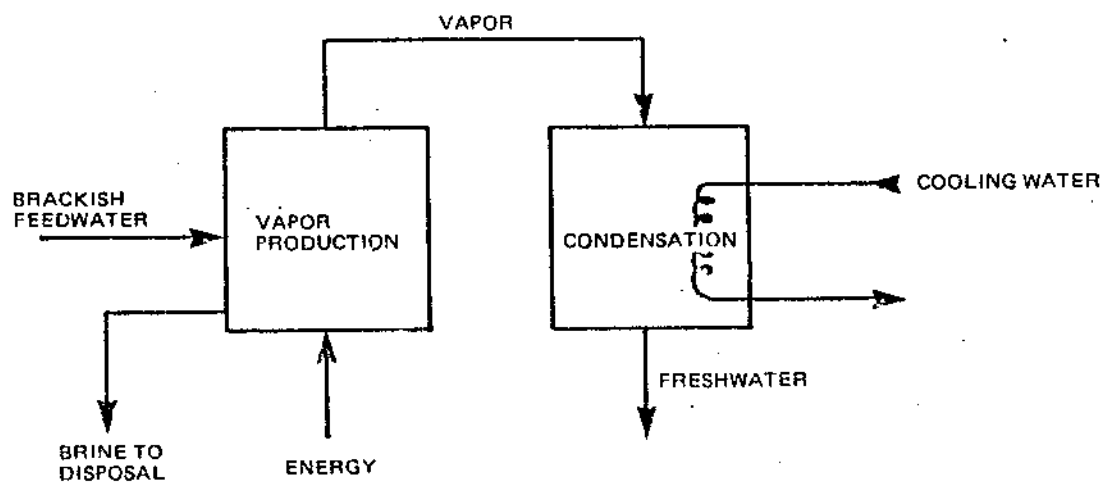 VAPOR
BRACKISH
FEEDWATER
VAPOR
PRODUCTION
CONDENSATION
COOLING WATER
FRESHWATER
BRINE TO
DISPOSAL
ENERGY